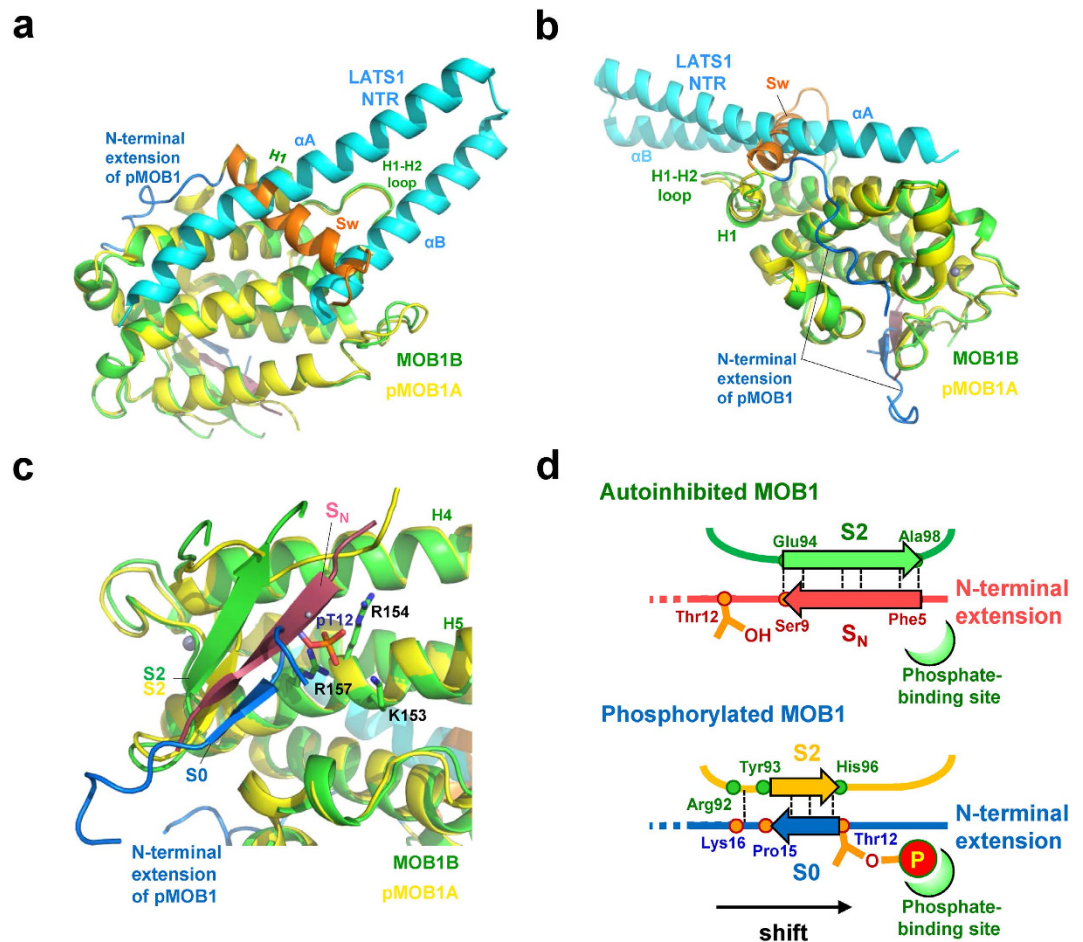 a
LATS1
NTR
αA
N-terminal
extension
of pMOB1
H1
H1-H2
loop
Sw
αB
MOB1B
pMOB1A
b
LATS1
NTR
Sw
αA
αB
H1-H2
loop
H1
MOB1B
pMOB1A
N-terminal
extension
of pMOB1
c
SN
H4
pT12
R154
H5
S2
S2
R157
K153
S0
N-terminal
extension
of pMOB1
MOB1B
pMOB1A
d
Autoinhibited MOB1
S2
Glu94
Ala98
N-terminal
extension
Thr12
OH
Ser9
SN
Phe5
Phosphate-
binding site
Phosphorylated MOB1
S2
Tyr93
His96
Arg92
N-terminal
extension
Lys16
Pro15
S0
Thr12
O
P
Phosphate-
binding site
shift